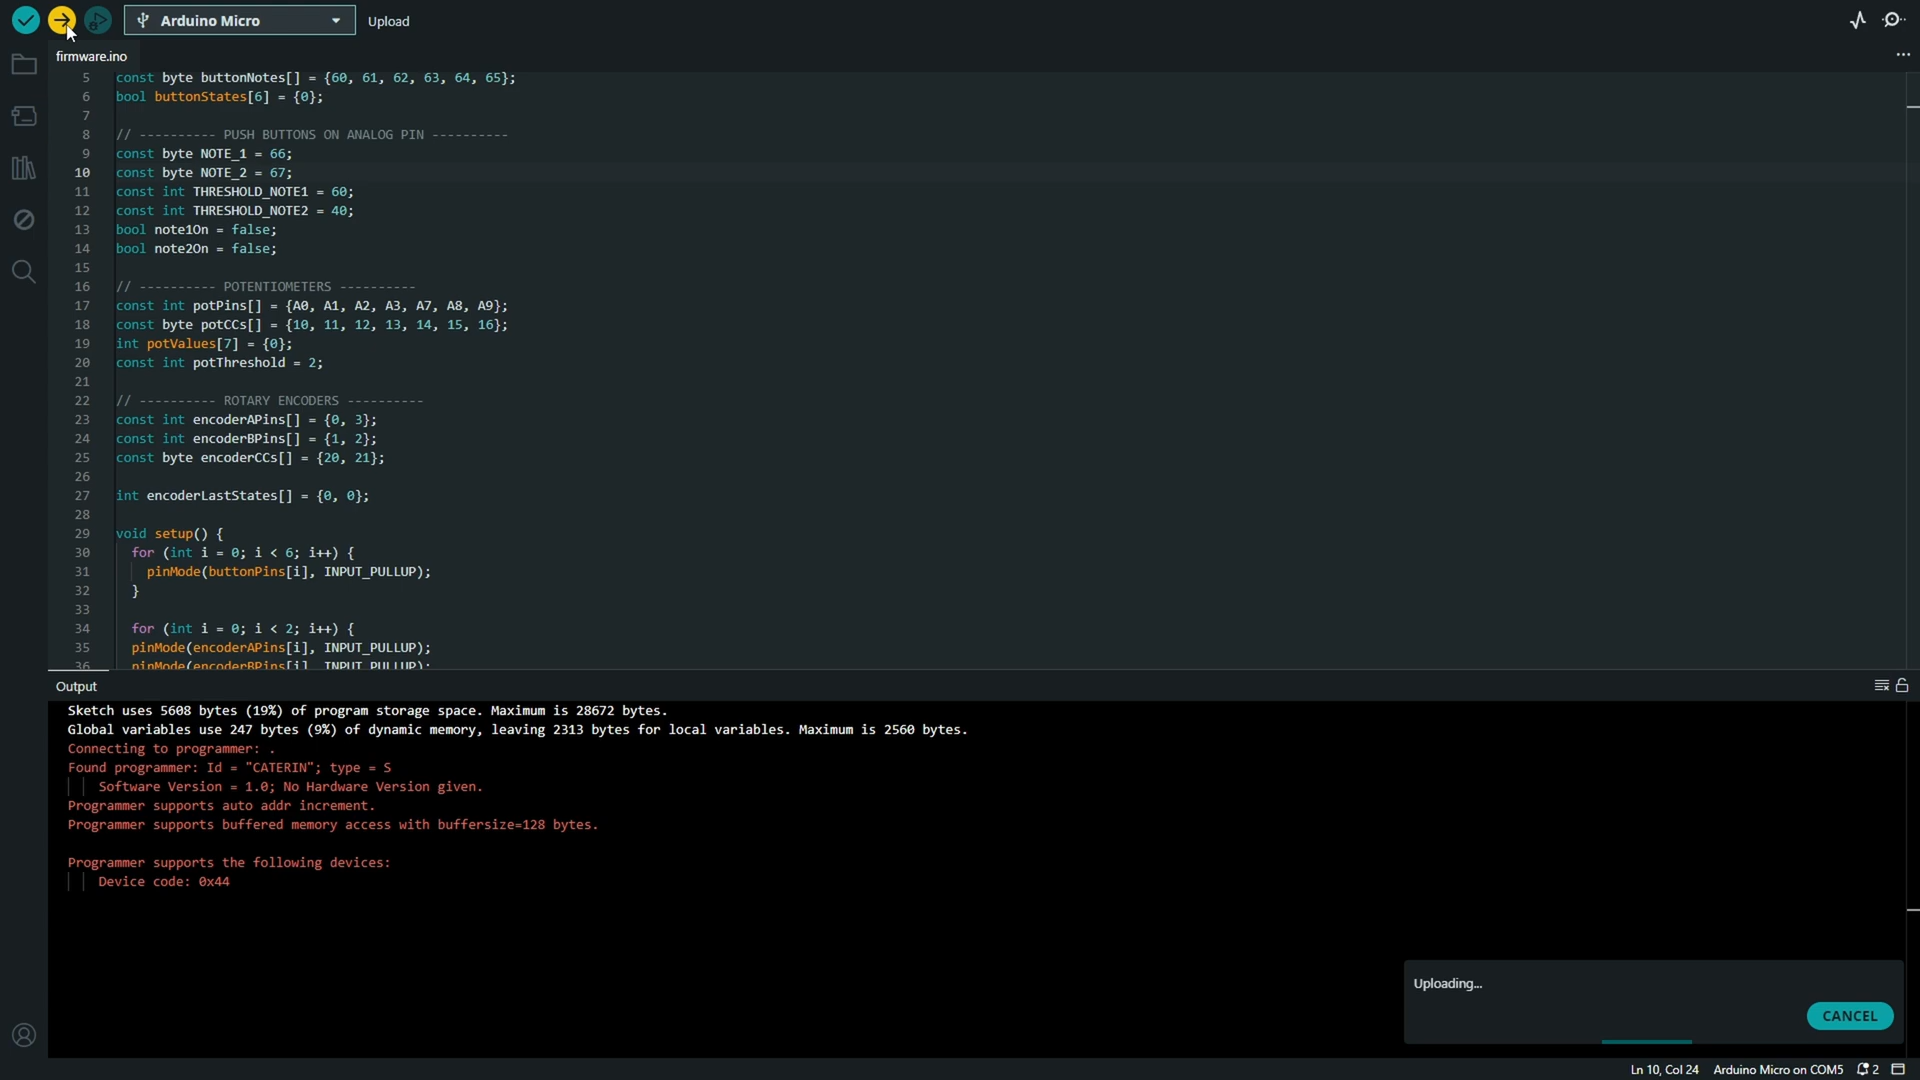 Arduino Micro
Upload
firmware.ino
5 const byte buttonNotes[] = {60, 61, 62, 63, 64, 65};
6 bool buttonStates[6] = {0};
7
8 // ---------- PUSH BUTTONS ON ANALOG PIN ----------
9 const byte NOTE_1 = 66;
10 const byte NOTE_2 = 67;
11 const int THRESHOLD_NOTE1 = 60;
12 const int THRESHOLD_NOTE2 = 40;
13 bool note1On = false;
14 bool note2On = false;
15
16 // ---------- POTENTIOMETERS ----------
17 const int potPins[] = {A0, A1, A2, A3, A7, A8, A9};
18 const byte potCCs[] = {10, 11, 12, 13, 14, 15, 16};
19 int potValues[7] = {0};
20 const int potThreshold = 2;
21
22 // ---------- ROTARY ENCODERS ----------
23 const int encoderAPins[] = {0, 3};
24 const int encoderBPins[] = {1, 2};
25 const byte encoderCCs[] = {20, 21};
26
27 int encoderLastStates[] = {0, 0};
28
29 void setup() {
30 for (int i = 0; i < 6; i++) {
31 pinMode(buttonPins[i], INPUT_PULLUP);
32 }
33
34 for (int i = 0; i < 2; i++) {
35 pinMode(encoderAPins[i], INPUT_PULLUP);
36 pinMode(encoderBPins[i], INPUT_PULLUP);
Output
Sketch uses 5608 bytes (19%) of program storage space. Maximum is 28672 bytes.
Global variables use 247 bytes (9%) of dynamic memory, leaving 2313 bytes for local variables. Maximum is 2560 bytes.
Connecting to programmer: .
Found programmer: Id = "CATERIN"; type = S
Software Version = 1.0; No Hardware Version given.
Programmer supports auto addr increment.
Programmer supports buffered memory access with buffersize=128 bytes.
Programmer supports the following devices:
Device code: 0x44
Uploading...
CANCEL
Ln 10, Col 24 Arduino Micro on COM5 2